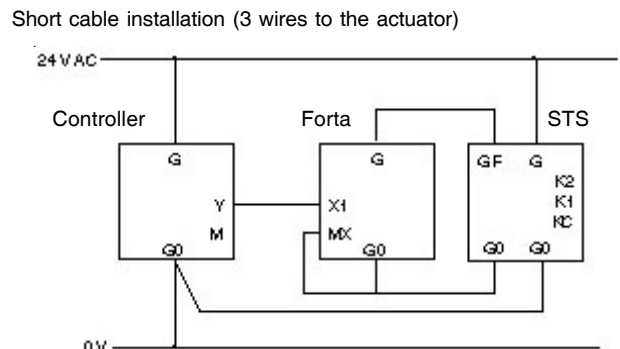 Short cable installation (3 wires to the actuator)
24 V AC
Controller Forta STS
G G GF G
K2
Y X1 K1
M MX KC
G0 G0 G0 G0
0 V